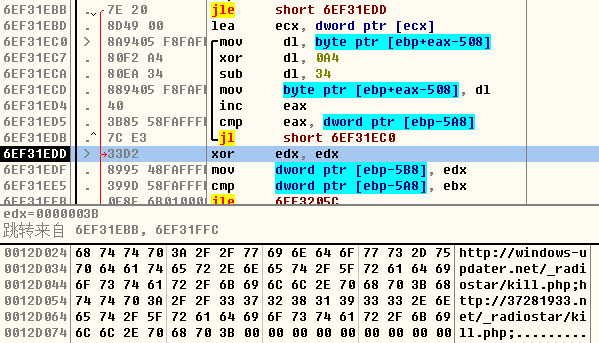 6EF31EBB . 7E 20 jle short 6EF31EDD
6EF31EBD . 8D49 00 lea ecx, dword ptr [ecx]
6EF31EC0 > 8A9405 F8FAFF mov dl, byte ptr [ebp+eax-508]
6EF31EC7 . 80F2 A4 xor dl, 0A4
6EF31ECA . 80EA 34 sub dl, 34
6EF31ECD . 889405 F8FAFF mov byte ptr [ebp+eax-508], dl
6EF31ED4 . 40 inc eax
6EF31ED5 . 3B85 58FAFFFF cmp eax, dword ptr [ebp-5A8]
6EF31EDB .^ 7C E3 jl short 6EF31EC0
6EF31EDD > 33D2 xor edx, edx
6EF31EDF . 8995 48FAFFFF mov dword ptr [ebp-5B8], edx
6EF31EE5 . 399D 58FAFFFF cmp dword ptr [ebp-5A8], ebx
6EF31EEB . 0F8E 6B010000 jle 6EF3205C
edx=0000003B
跳转来自 6EF31EBB, 6EF31FFC
0012D024 68 74 74 70 3A 2F 2F 77 69 6E 64 6F 77 73 2D 75 http://windows-u
0012D034 70 64 61 74 65 72 2E 6E 65 74 2F 5F 72 61 64 69 pdater.net/_radi
0012D044 6F 73 74 61 72 2F 6B 69 6C 6C 2E 70 68 70 3B 68 ostar/kill.php;h
0012D054 74 74 70 3A 2F 2F 33 37 32 38 31 39 33 33 2E 6E ttp://37281933.n
0012D064 65 74 2F 5F 72 61 64 69 6F 73 74 61 72 2F 6B 69 et/_radiostar/ki
0012D074 6C 6C 2E 70 68 70 3B 00 00 00 00 00 00 00 00 00 ll.php;.........